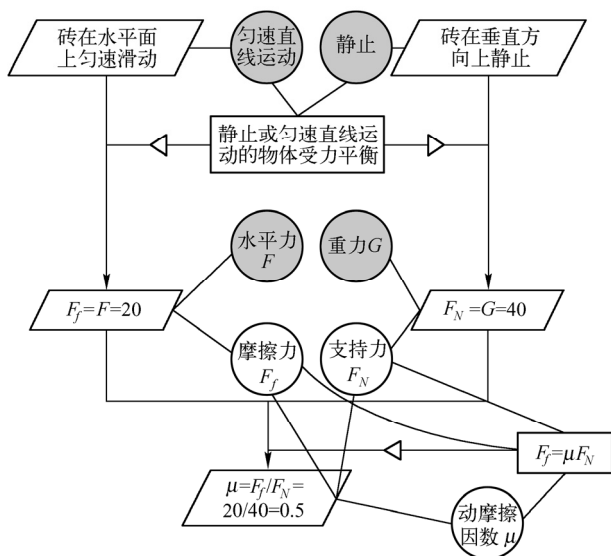 砖在水平面
上匀速滑动
匀速直
线运动
静止
砖在垂直方
向上静止
静止或匀速直线运
动的物体受力平衡
水平力
F
重力G
F_f=F=20
F_N=G=40
摩擦力
F_f
支持力
F_N
F_f=μF_N
μ=F_f/F_N=
20/40=0.5
动摩擦
因数 μ